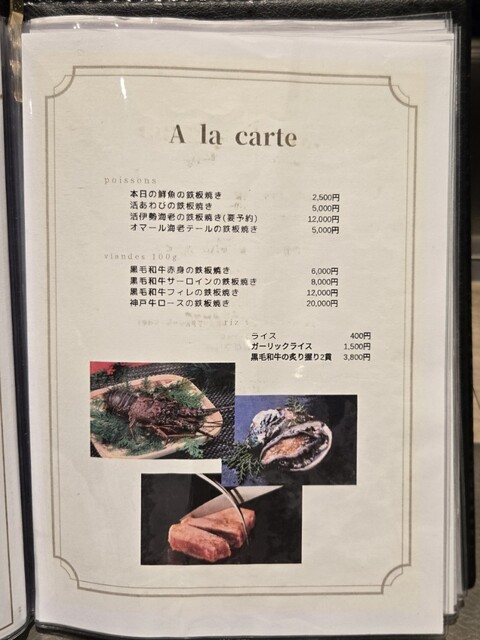 A la carte
poissons
本日の鮮魚の鉄板焼き 2,500円
活あわびの鉄板焼き 5,000円
活伊勢海老の鉄板焼き(要予約) 12,000円
オマール海老テールの鉄板焼き 5,000円
viandes 100g
黒毛和牛赤身の鉄板焼き 6,000円
黒毛和牛サーロインの鉄板焼き 8,000円
黒毛和牛フィレの鉄板焼き 12,000円
神戸牛ロースの鉄板焼き 20,000円
riz
ライス 400円
ガーリックライス 1,500円
黒毛和牛の炙り握り2貫 3,800円